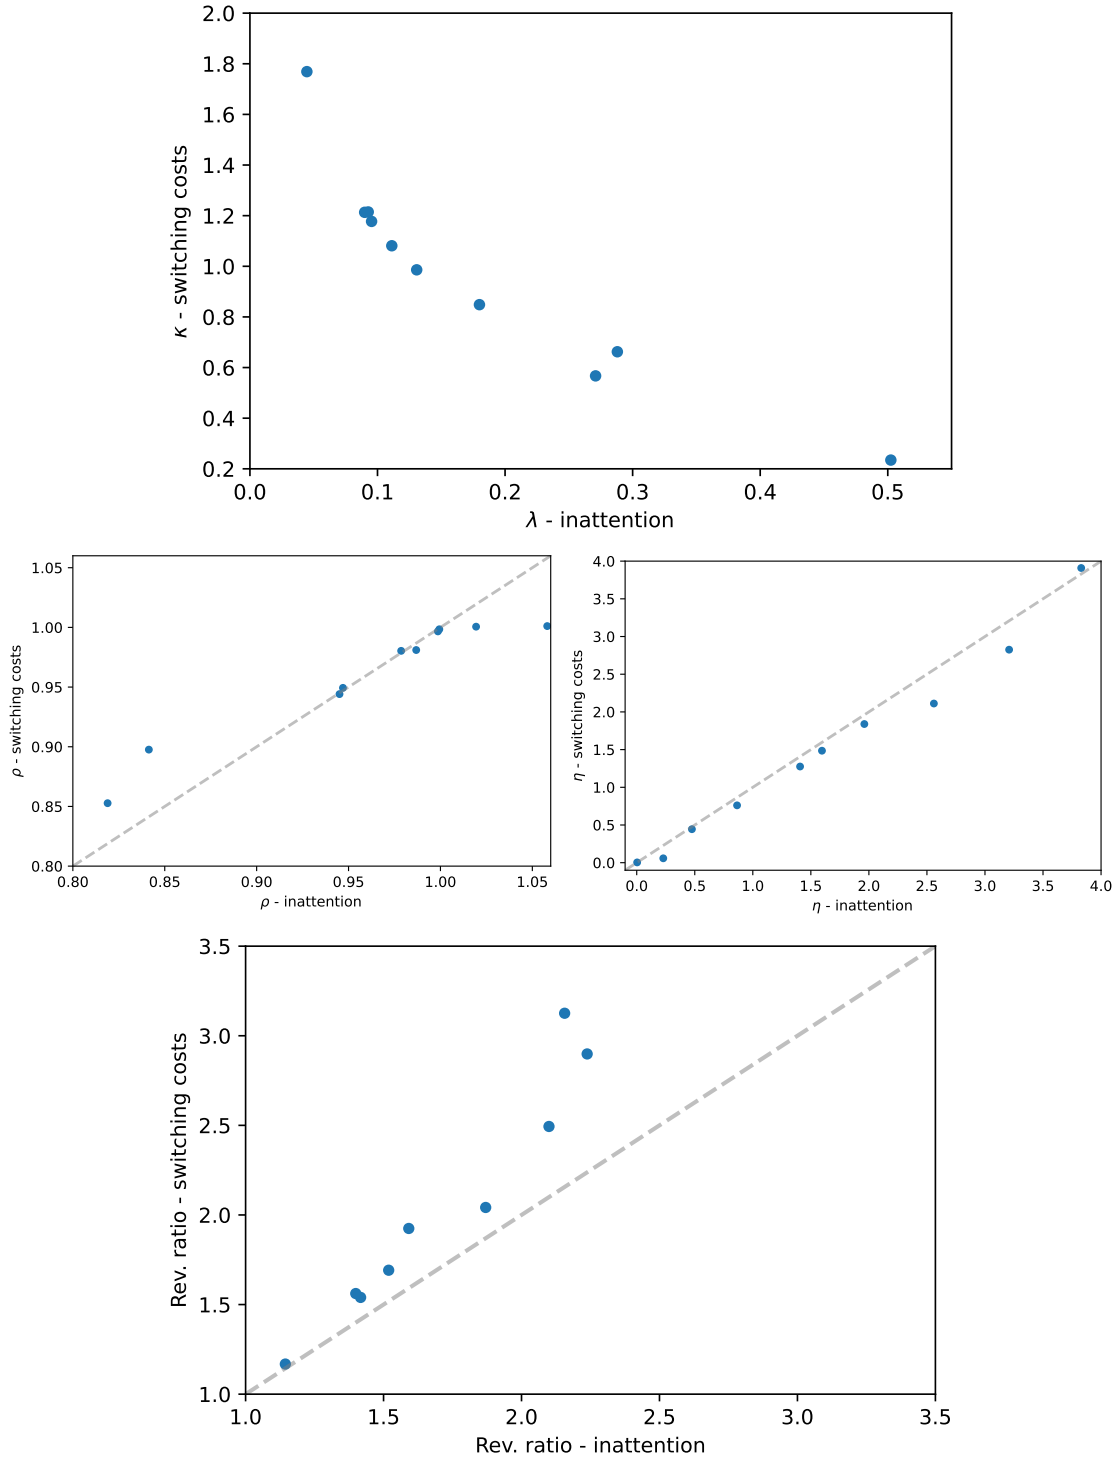 2.0
1.8
1.6
1.4
1.2
1.0
0.8
0.6
0.4
0.2
κ - switching costs
0.0 0.1 0.2 0.3 0.4 0.5
λ - inattention
1.05
1.00
0.95
0.90
0.85
0.80
ρ - switching costs
0.80 0.85 0.90 0.95 1.00 1.05
ρ - inattention
4.0
3.5
3.0
2.5
2.0
1.5
1.0
0.5
0.0
η - switching costs
0.0 0.5 1.0 1.5 2.0 2.5 3.0 3.5 4.0
η - inattention
3.5
3.0
2.5
2.0
1.5
1.0
Rev. ratio - switching costs
1.0 1.5 2.0 2.5 3.0 3.5
Rev. ratio - inattention